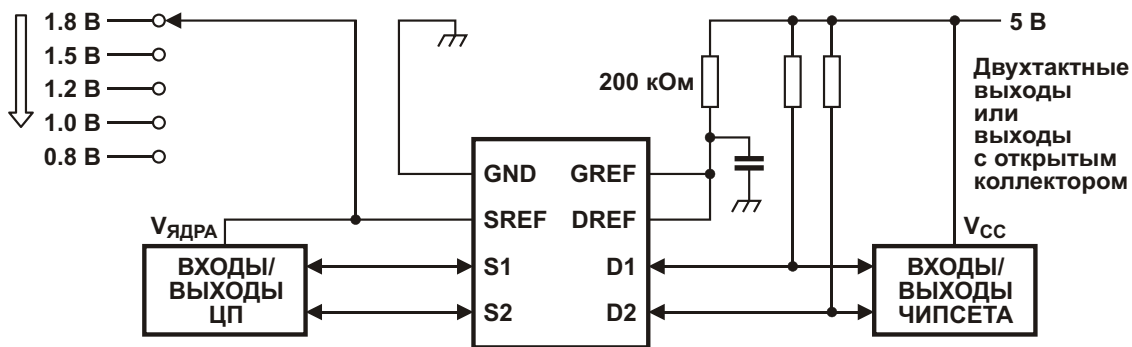 1.8 В
1.5 В
1.2 В
1.0 В
0.8 В
5 В
200 кОм
Двухтактные
выходы
или
выходы
с открытым
коллектором
GND
GREF
SREF
DREF
S1
D1
S2
D2
VЯДРА
VCC
ВХОДЫ/
ВЫХОДЫ
ЦП
ВХОДЫ/
ВЫХОДЫ
ЧИПСЕТА